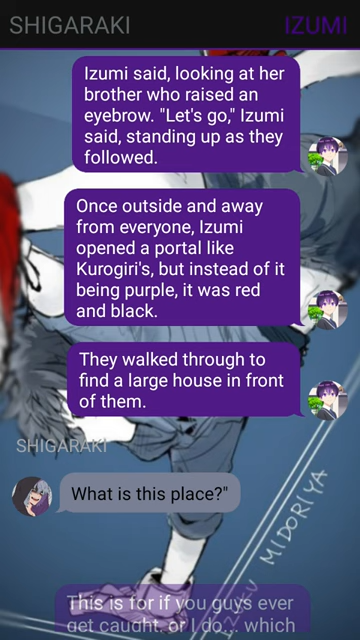 SHIGARAKI IZUMI
Izumi said, looking at her
brother who raised an
eyebrow. "Let's go," Izumi
said, standing up as they
followed.
Once outside and away
from everyone, Izumi
opened a portal like
Kurogiri's, but instead of it
being purple, it was red
and black.
They walked through to
find a large house in front
of them.
SHIGARAKI
What is this place?"
MIDORIYA
This is for if you guys ever
get caught, or I do... which